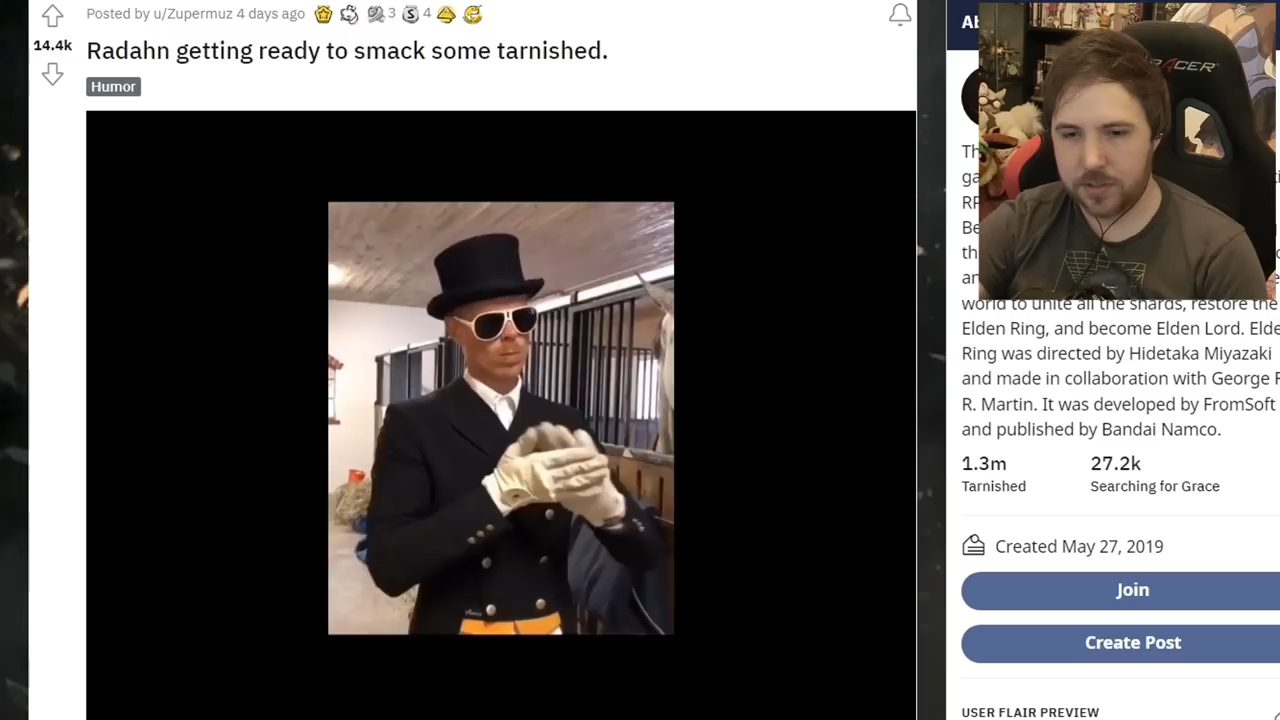 Posted by u/Zupermuz 4 days ago
3
4
14.4k
Radahn getting ready to smack some tarnished.
Humor
world to unite all the shards, restore the
Elden Ring, and become Elden Lord. Elde
Ring was directed by Hidetaka Miyazaki
and made in collaboration with George R
R. Martin. It was developed by FromSoft
and published by Bandai Namco.
1.3m
27.2k
Tarnished
Searching for Grace
Created May 27, 2019
Join
Create Post
USER FLAIR PREVIEW